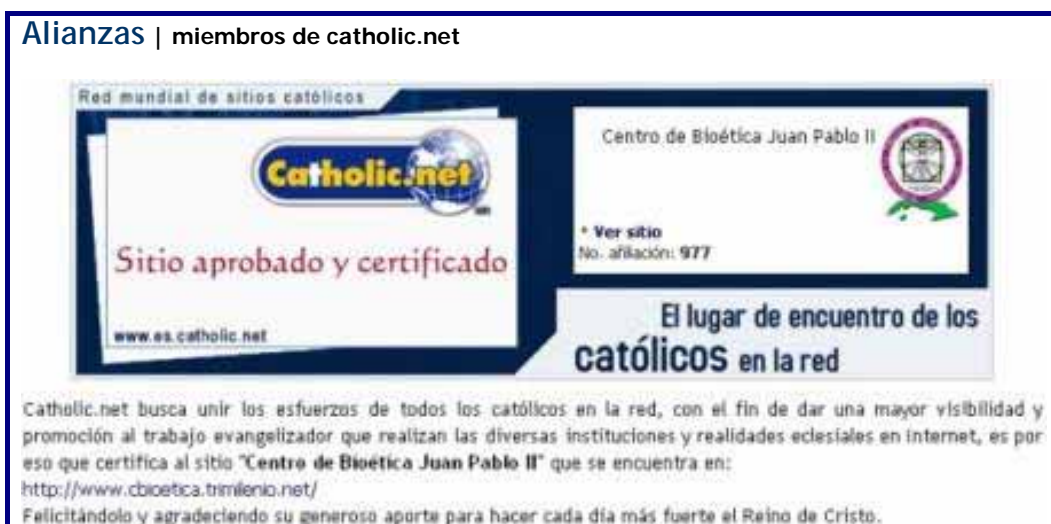 Alianzas | miembros de catholic.net
Red mundial de sitios católicos
Catholic.net
Sitio aprobado y certificado
www.es.catholic.net
Centro de Bioética Juan Pablo II
Ver sitio
No. afiliación: 977
El lugar de encuentro de los
católicos en la red
Catholic.net busca unir los esfuerzos de todos los católicos en la red, con el fin de dar una mayor visibilidad y
promoción al trabajo evangelizador que realizan las diversas instituciones y realidades eclesiales en internet, es por
eso que certifica al sitio "Centro de Bioética Juan Pablo II" que se encuentra en:
http://www.cbioetica.trimilenio.net/
Felicitándolo y agradeciendo su generoso aporte para hacer cada día más fuerte el Reino de Cristo.